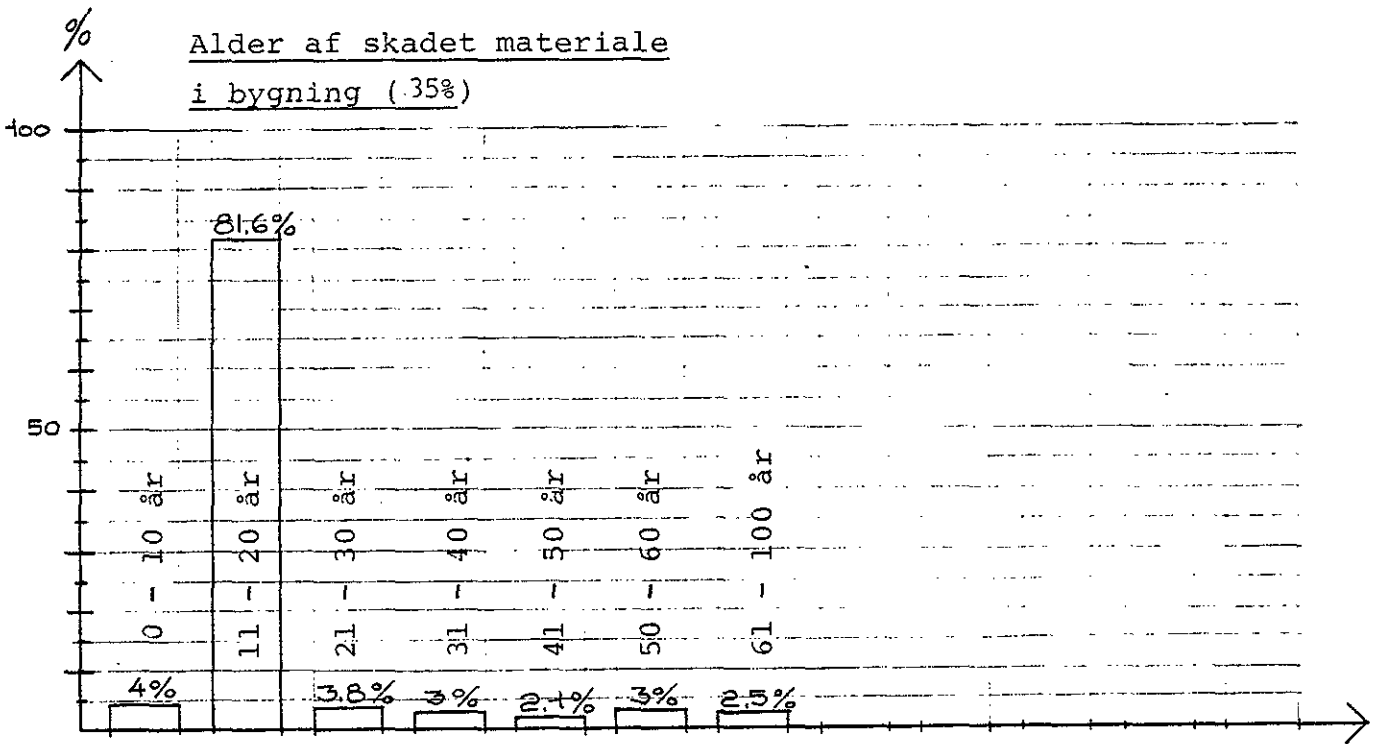 %
Alder af skadet materiale
i bygning (35%)
100
50
81.6%
0 - 10 år
11 - 20 år
21 - 30 år
31 - 40 år
41 - 50 år
50 - 60 år
61 - 100 år
4%
3.8%
3%
3%
2.5%